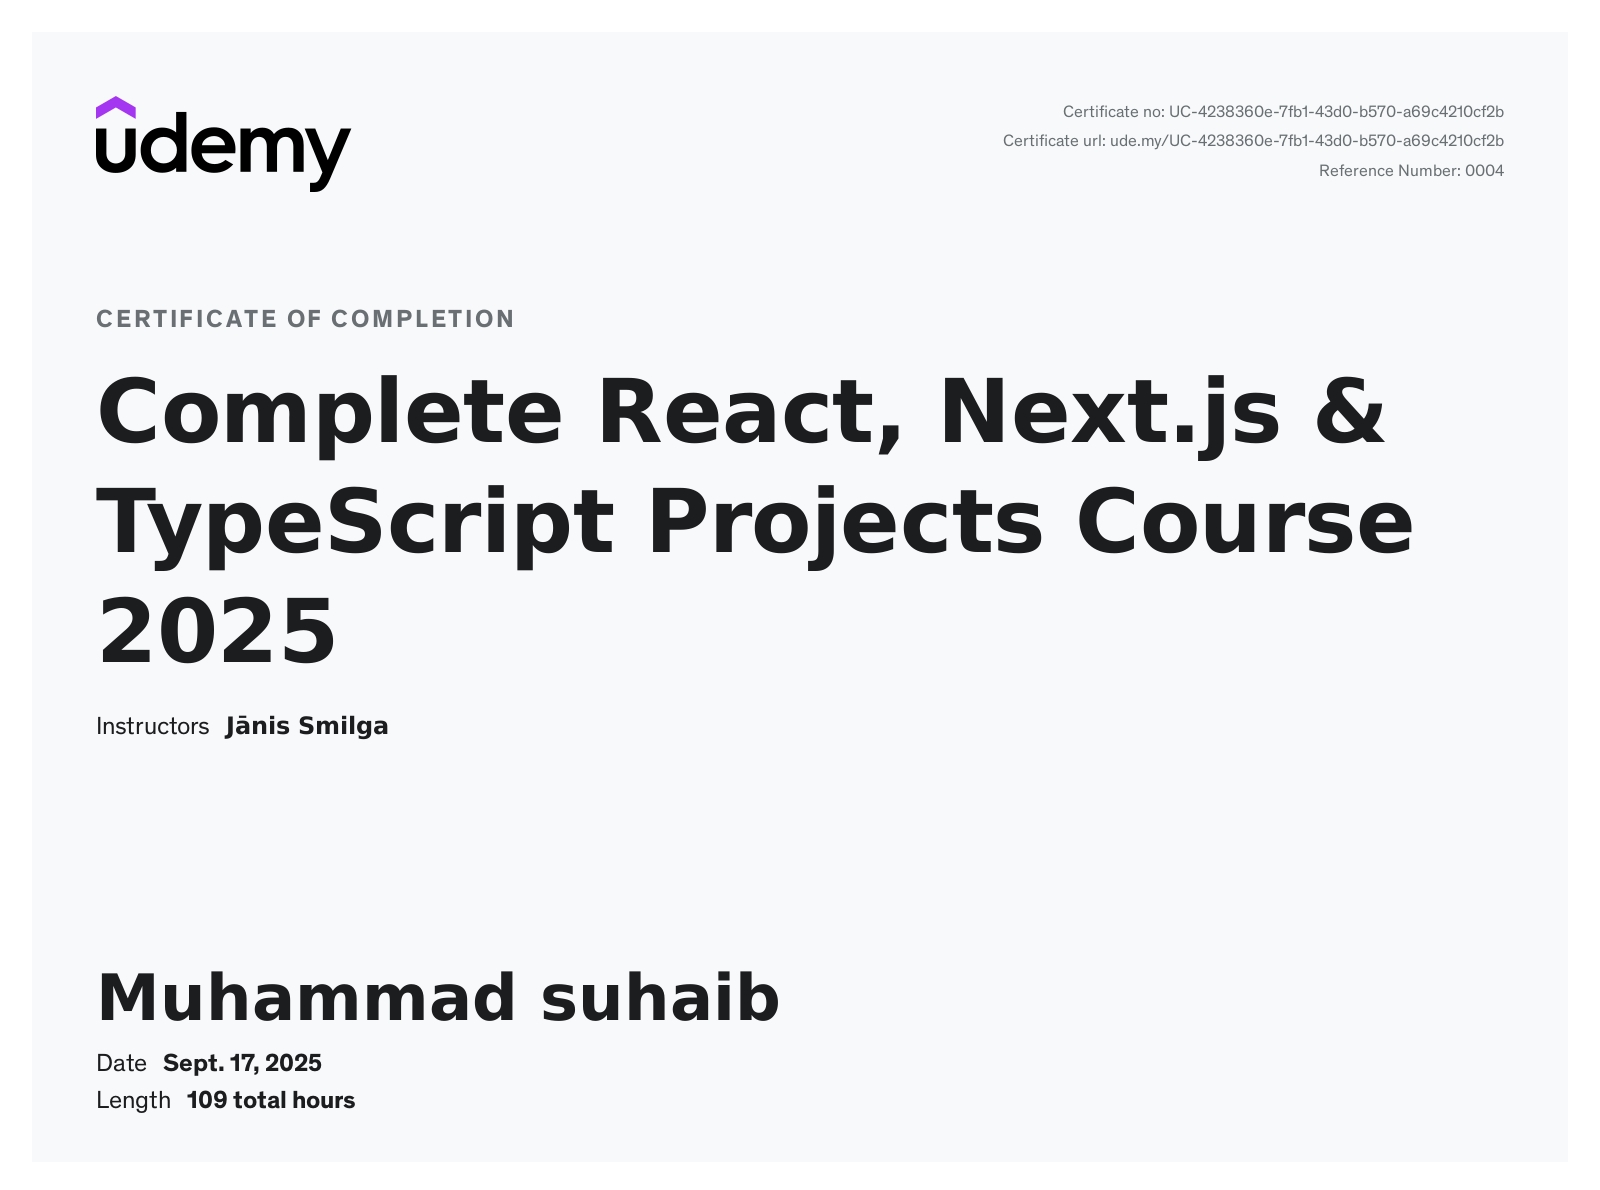 udemy
Certificate no: UC-4238360e-7fb1-43d0-b570-a69c4210cf2b
Certificate url: ude.my/UC-4238360e-7fb1-43d0-b570-a69c4210cf2b
Reference Number: 0004
CERTIFICATE OF COMPLETION
Complete React, Next.js &
TypeScript Projects Course
2025
Instructors Jānis Smilga
Muhammad suhaib
Date Sept. 17, 2025
Length 109 total hours